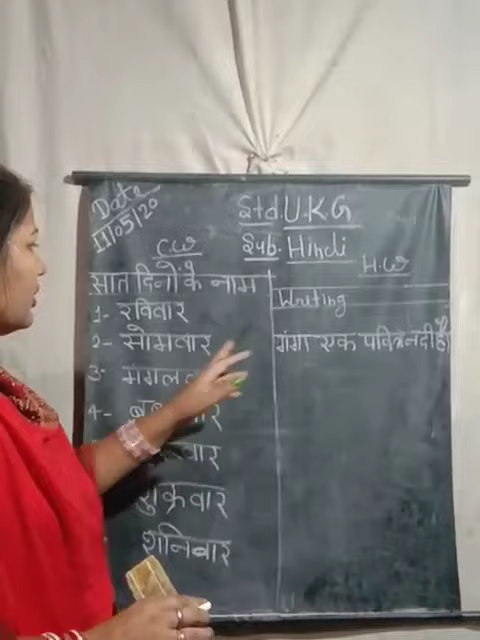 Date
11/05/20
Std. U.K.G
Sub. Hindi
C.W
सात दिनों के नाम
1- रविवार
2- सोमवार
3- मंगल
4-
वार
शुक्रवार
शनिवार
H.W
Writing
गंगा एक पवित्र नदी है।